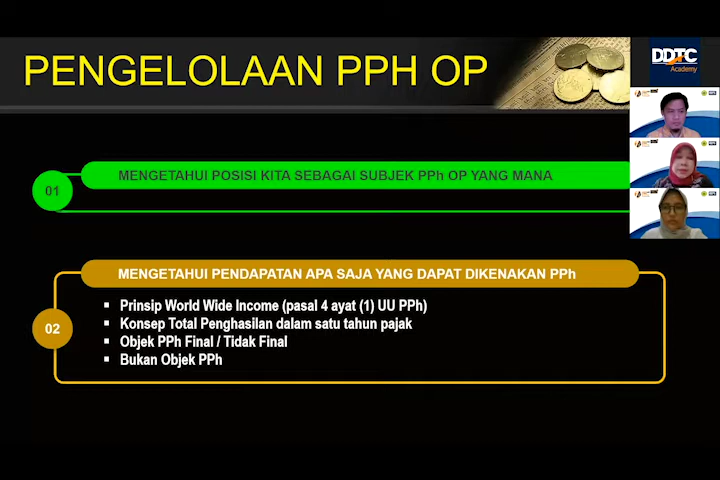 PENGELOLAAN PPH OP
DDTC
Academy
01
MENGETAHUI POSISI KITA SEBAGAI SUBJEK PPh OP YANG MANA
02
MENGETAHUI PENDAPATAN APA SAJA YANG DAPAT DIKENAKAN PPh
▪ Prinsip World Wide Income (pasal 4 ayat (1) UU PPh)
▪ Konsep Total Penghasilan dalam satu tahun pajak
▪ Objek PPh Final / Tidak Final
▪ Bukan Objek PPh